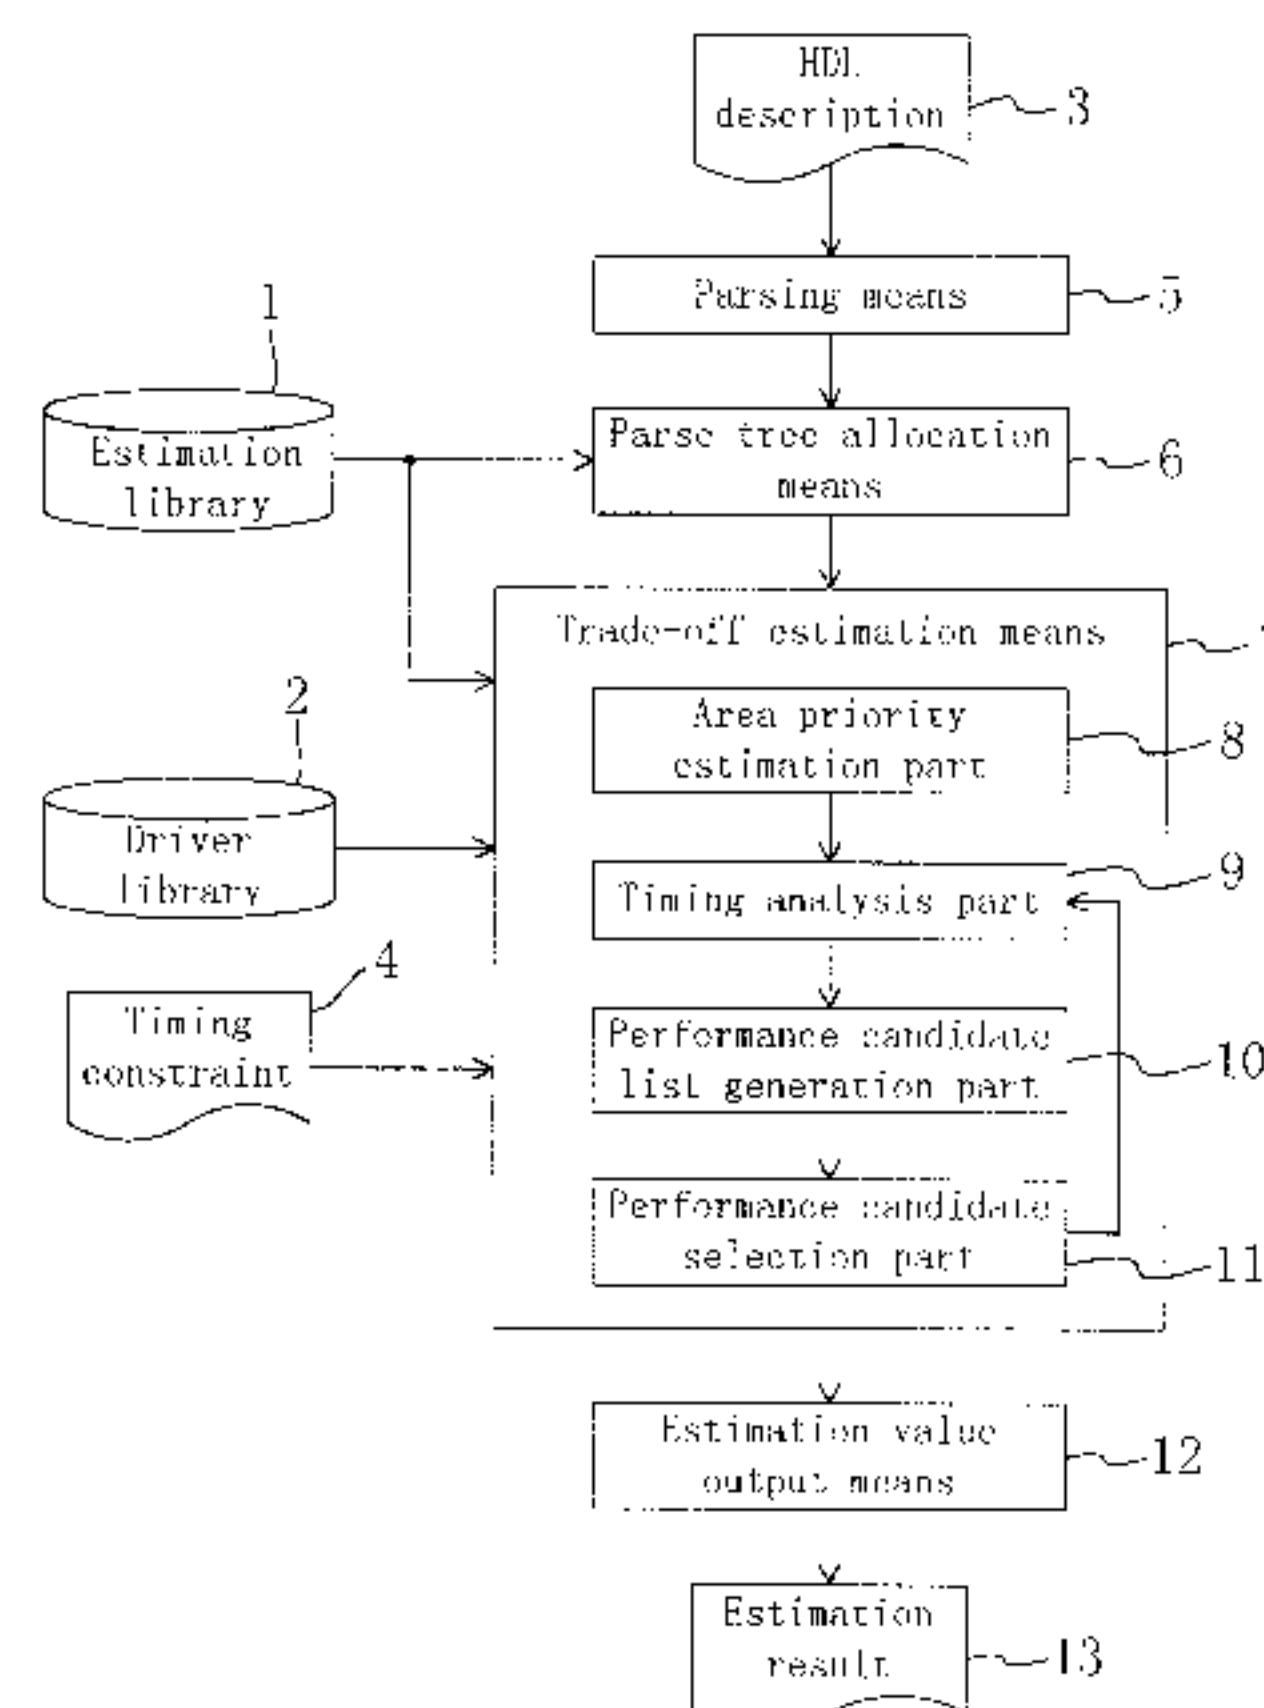 HDL
description
3
Parsing means
5
1
Estimation
library
Parse tree allocation
means
6
Trade-off estimation means
2
Area priority
estimation part
8
Driver
library
9
Timing analysis part
4
Timing
constraint
Performance candidate
list generation part
10
Performance candidate
selection part
11
Estimation value
output means
12
Estimation
result
13